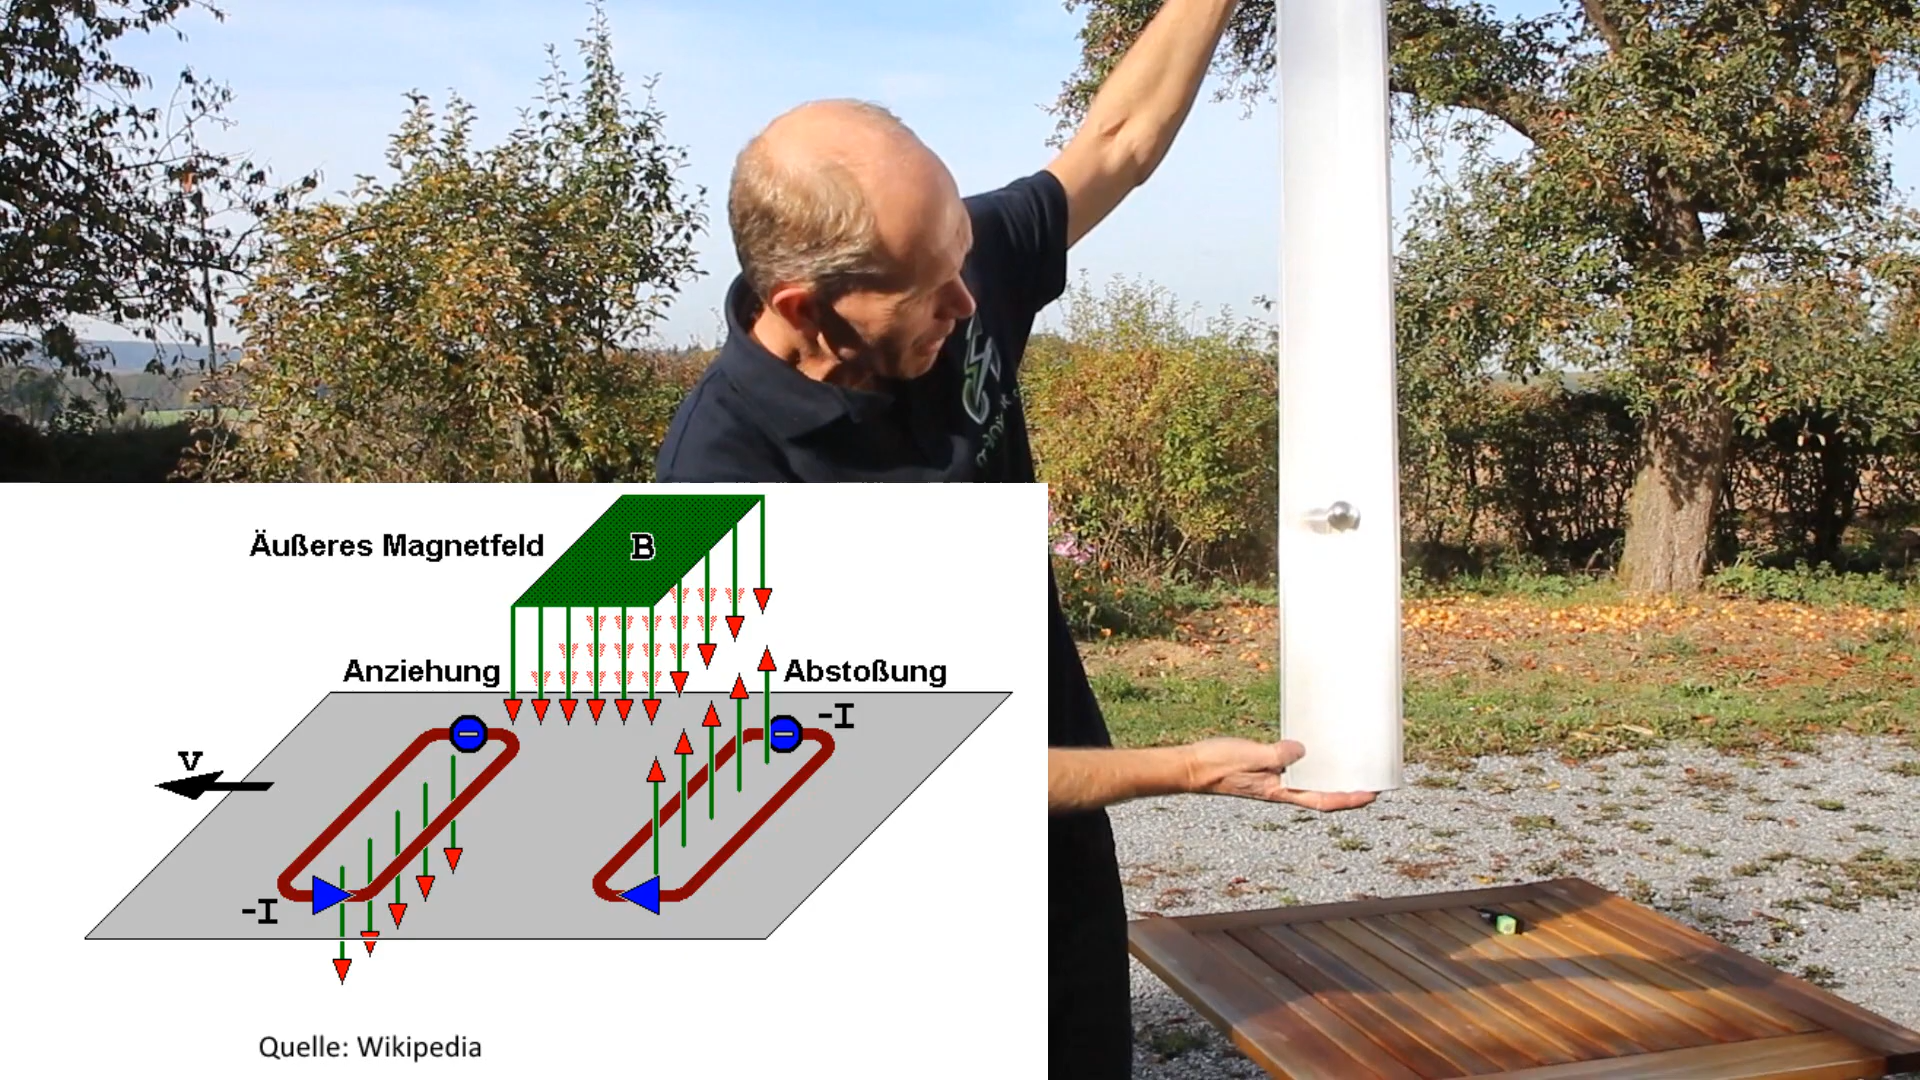 Äußeres Magnetfeld
B
Anziehung
Abstoßung
-I
v
-I
Quelle: Wikipedia